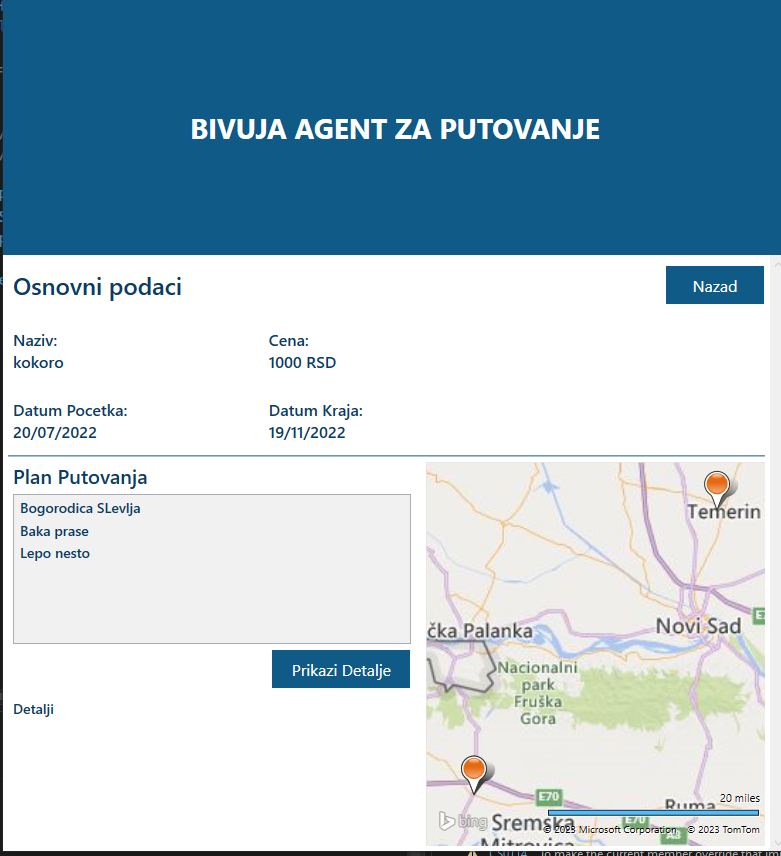 BIVUJA AGENT ZA PUTOVANJE
Osnovni podaci
Nazad
Naziv:
kokoro
Cena:
1000 RSD
Datum Pocetka:
20/07/2022
Datum Kraja:
19/11/2022
Plan Putovanja
Bogorodica SLevlja
Baka prase
Lepo nesto
Prikazi Detalje
Detalji
Temerin
čka Palanka
Novi Sad
Nacionalni
park
Fruška
Gora
E70
20 miles
Ruma
bing
Sremska
Mitrovica
E70
© 2023 Microsoft Corporation © 2023 TomTom
A3